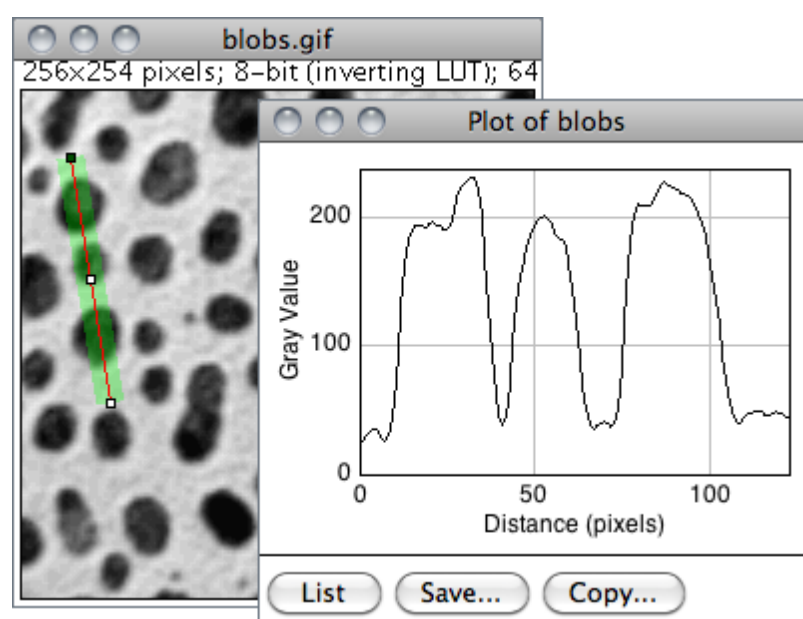 blobs.gif
256x254 pixels; 8-bit (inverting LUT); 64
Plot of blobs
200
100
0
Gray Value
0 50 100
Distance (pixels)
List Save... Copy...